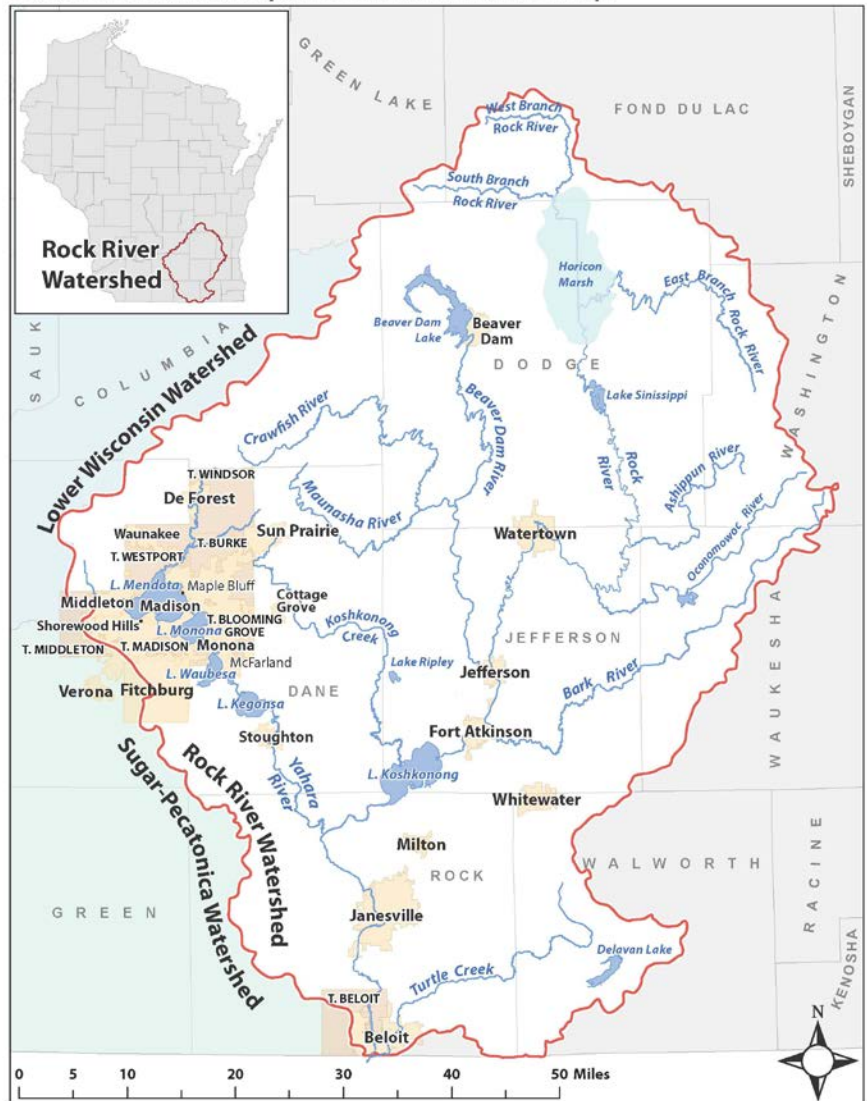 GREEN LAKE
FOND DU LAC
SHEBOYGAN
West Branch
Rock River
South Branch
Rock River
Rock River
Watershed
Horicon
Marsh
East Branch
Rock River
WASHINGTON
SAUK
COLUMBIA
Lower Wisconsin Watershed
Beaver Dam
Lake
Beaver
Dam
DODGE
Lake Sinissippi
Crawfish River
Beaver Dam River
Rock
River
Ashippun River
T. WINDSOR
De Forest
Maunasha River
Oconomowoc River
Waunakee
Sun Prairie
T. BURKE
T. WESTPORT
Watertown
L. Mendota
Maple Bluff
Middleton
Madison
Cottage
Grove
Shorewood Hills
L. Monona
T. BLOOMING
GROVE
Koshkonong
Creek
JEFFERSON
T. MIDDLETON
T. MADISON
Monona
McFarland
Lake Ripley
Jefferson
Bark River
WAUKESHA
L. Waubesa
Verona
Fitchburg
DANE
L. Kegonsa
Stoughton
Fort Atkinson
L. Koshkonong
Yahara
River
Whitewater
Rock River Watershed
Sugar-Pecatonica Watershed
Milton
ROCK
WALWORTH
RACINE
GREEN
Janesville
Delavan Lake
KENOSHA
Turtle Creek
T. BELOIT
Beloit
N
0 5 10 20 30 40 50 Miles